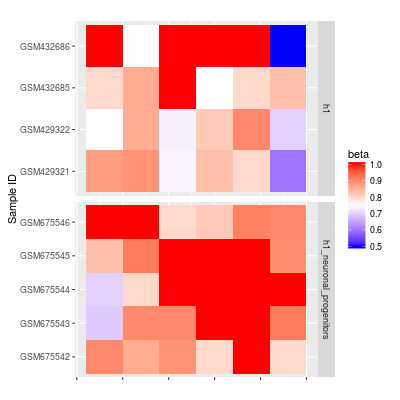 GSM432686
GSM432685
GSM429322
GSM429321
h1
GSM675546
GSM675545
GSM675544
GSM675543
GSM675542
h1_neuronal_progenitors
Sample ID
beta
1.0
0.9
0.8
0.7
0.6
0.5